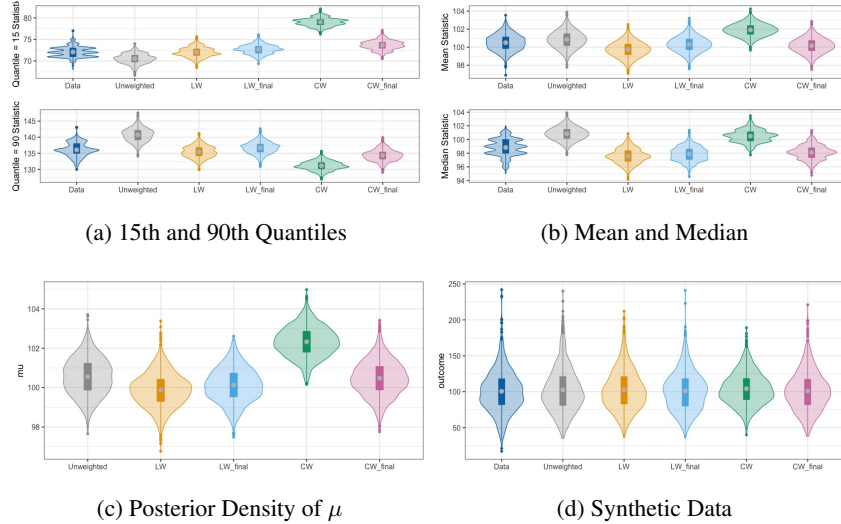 Quantile = 15 Statistic
80
75
70
Data Unweighted LW LW_final CW CW_final
Quantile = 90 Statistic
145
140
135
130
Data Unweighted LW LW_final CW CW_final
(a) 15th and 90th Quantiles
Mean Statistic
104
102
100
98
Data Unweighted LW LW_final CW CW_final
Median Statistic
104
102
100
98
96
94
Data Unweighted LW LW_final CW CW_final
(b) Mean and Median
mu
104
102
100
98
Unweighted LW LW_final CW CW_final
(c) Posterior Density of μ
outcome
250
200
150
100
50
Data Unweighted LW LW_final CW CW_final
(d) Synthetic Data